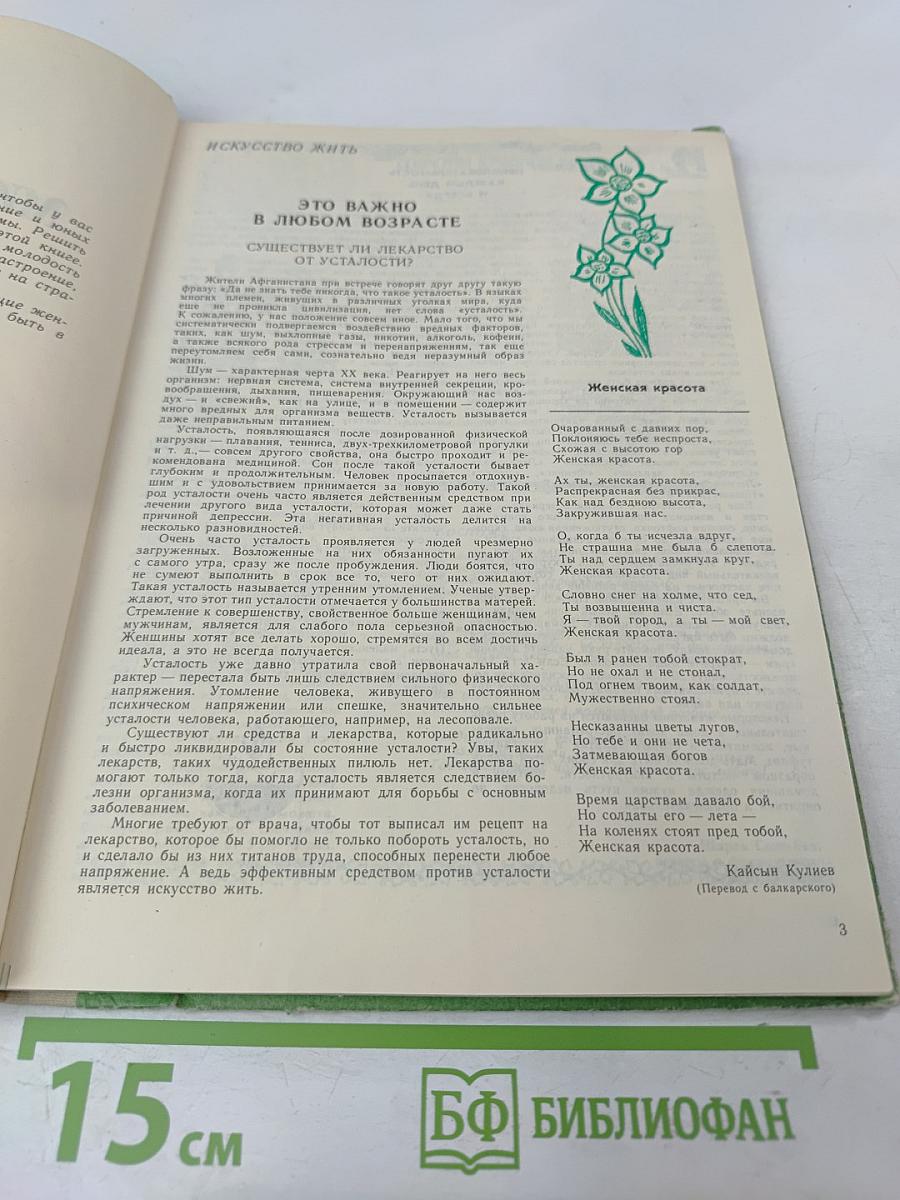 чтобы у вас
ние и юных
мы. Решить
этой книге.
молодость
астроение,
на стра-
щие жен-
быть в
ИСКУССТВО ЖИТЬ
ЭТО ВАЖНО
В ЛЮБОМ ВОЗРАСТЕ
СУЩЕСТВУЕТ ЛИ ЛЕКАРСТВО
ОТ УСТАЛОСТИ?
Жители Афганистана при встрече говорят друг другу такую
фразу: «Да не знать тебе никогда, что такое усталость». В языках
многих племен, живущих в различных уголках мира, куда
еще не проникла цивилизация, нет слова «усталость».
К сожалению, у нас положение совсем иное. Мало того, что мы
систематически подвергаемся воздействию вредных факторов,
таких, как шум, выхлопные газы, никотин, алкоголь, кофеин,
а также всякого рода стрессам и перенапряжениям, так еще
переутомляем себя сами, сознательно ведя неразумный образ
жизни.
Шум — характерная черта XX века. Реагирует на него весь
организм: нервная система, система внутренней секреции, кро-
вообращения, дыхания, пищеварения. Окружающий нас воз-
дух — и «свежий», как на улице, и в помещении — содержит
много вредных для организма веществ. Усталость вызывается
даже неправильным питанием.
Усталость, появляющаяся после дозированной физической
нагрузки — плавания, тенниса, двух-трехкилометровой прогулки
и т. д.,— совсем другого свойства, она быстро проходит и ре-
комендована медициной. Сон после такой усталости бывает
глубоким и продолжительным. Человек просыпается отдохнув-
шим и с удовольствием принимается за новую работу. Такой
род усталости очень часто является действенным средством при
лечении другого вида усталости, которая может даже стать
причиной депрессии. Эта негативная усталость делится на
несколько разновидностей.
Очень часто усталость проявляется у людей чрезмерно
загруженных. Возложенные на них обязанности пугают их
с самого утра, сразу же после пробуждения. Люди боятся, что
не сумеют выполнить в срок все то, чего от них ожидают.
Такая усталость называется утренним утомлением. Ученые утвер-
ждают, что этот тип усталости отмечается у большинства матерей.
Стремление к совершенству, свойственное больше женщинам, чем
мужчинам, является для слабого пола серьезной опасностью.
Женщины хотят все делать хорошо, стремятся во всем достичь
идеала, а это не всегда получается.
Усталость уже давно утратила свой первоначальный ха-
рактер — перестала быть лишь следствием сильного физического
напряжения. Утомление человека, живущего в постоянном
психическом напряжении или спешке, значительно сильнее
усталости человека, работающего, например, на лесоповале.
Существуют ли средства и лекарства, которые радикально
и быстро ликвидировали бы состояние усталости? Увы, таких
лекарств, таких чудодейственных пилюль нет. Лекарства по-
могают только тогда, когда усталость является следствием бо-
лезни организма, когда их принимают для борьбы с основным
заболеванием.
Многие требуют от врача, чтобы тот выписал им рецепт на
лекарство, которое бы помогло не только побороть усталость, но
и сделало бы из них титанов труда, способных перенести любое
напряжение. А ведь эффективным средством против усталости
является искусство жить.
Женская красота
Очарованный с давних пор,
Поклоняюсь тебе неспроста,
Схожая с высотою гор
Женская красота.
Ах ты, женская красота,
Распрекрасная без прикрас,
Как над бездною высота,
Закружившая нас.
О, когда б ты исчезла вдруг,
Не страшна мне была б слепота.
Ты над сердцем замкнула круг,
Женская красота.
Словно снег на холме, что сед,
Ты возвышенна и чиста.
Я — твой город, а ты — мой свет,
Женская красота.
Был я ранен тобой стократ,
Но не охал и не стонал,
Под огнем твоим, как солдат,
Мужественно стоял.
Несказанны цветы лугов,
Но тебе и они не чета,
Затмевающая богов
Женская красота.
Время царствам давало бой,
Но солдаты его — лета —
На коленях стоят пред тобой,
Женская красота.
Кайсын Кулиев
(Перевод с балкарского)
3
15 см
БФ БИБЛИОФАН